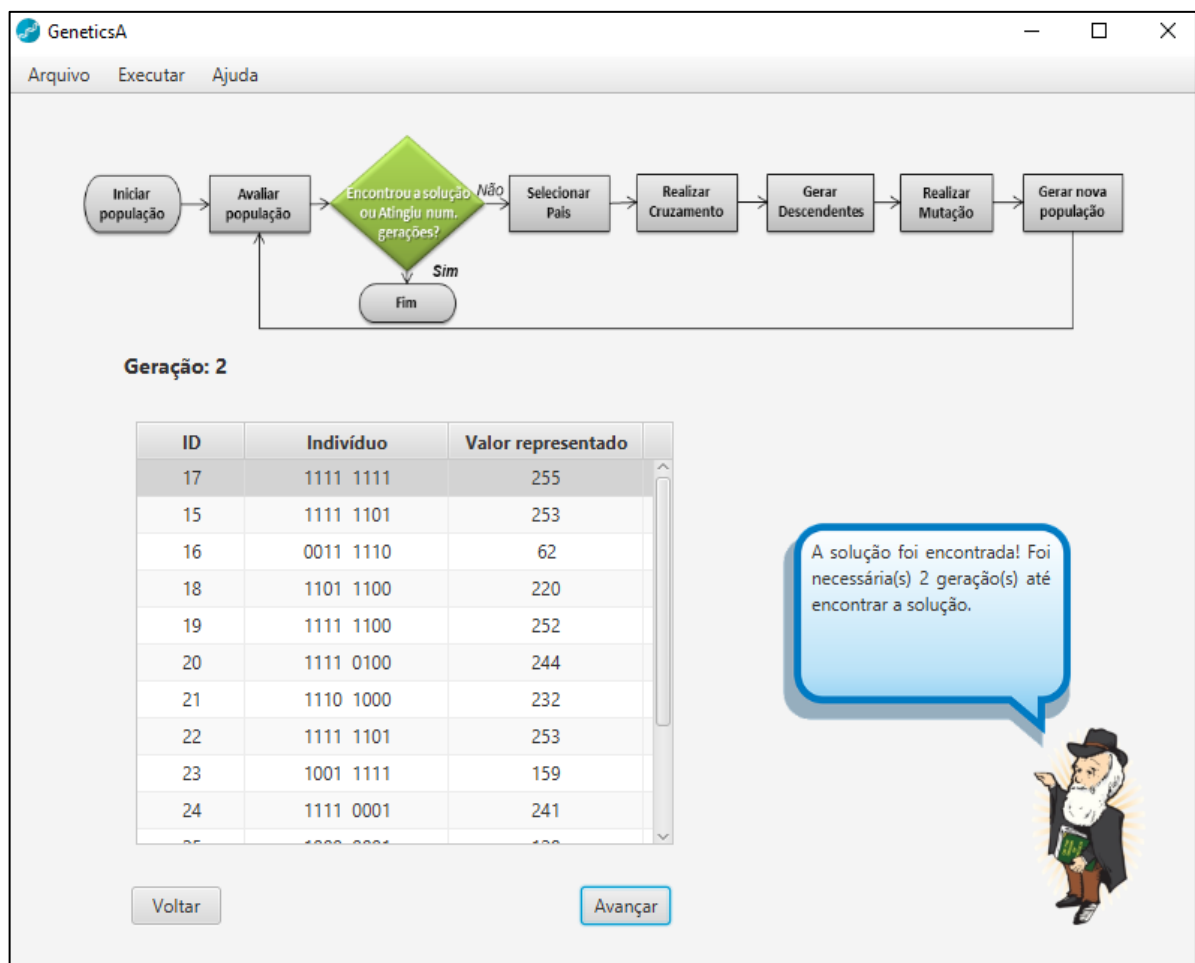 GeneticsA
Arquivo Executar Ajuda
Iniciar
população
Avaliar
população
Encontrou a solução
ou Atingiu num.
gerações?
Não
Selecionar
Pais
Realizar
Cruzamento
Gerar
Descendentes
Realizar
Mutação
Gerar nova
população
Sim
Fim
Geração: 2
ID Indivíduo Valor representado
17 1111 1111 255
15 1111 1101 253
16 0011 1110 62
18 1101 1100 220
19 1111 1100 252
20 1111 0100 244
21 1110 1000 232
22 1111 1101 253
23 1001 1111 159
24 1111 0001 241
A solução foi encontrada! Foi
necessária(s) 2 geração(s) até
encontrar a solução.
Voltar
Avançar